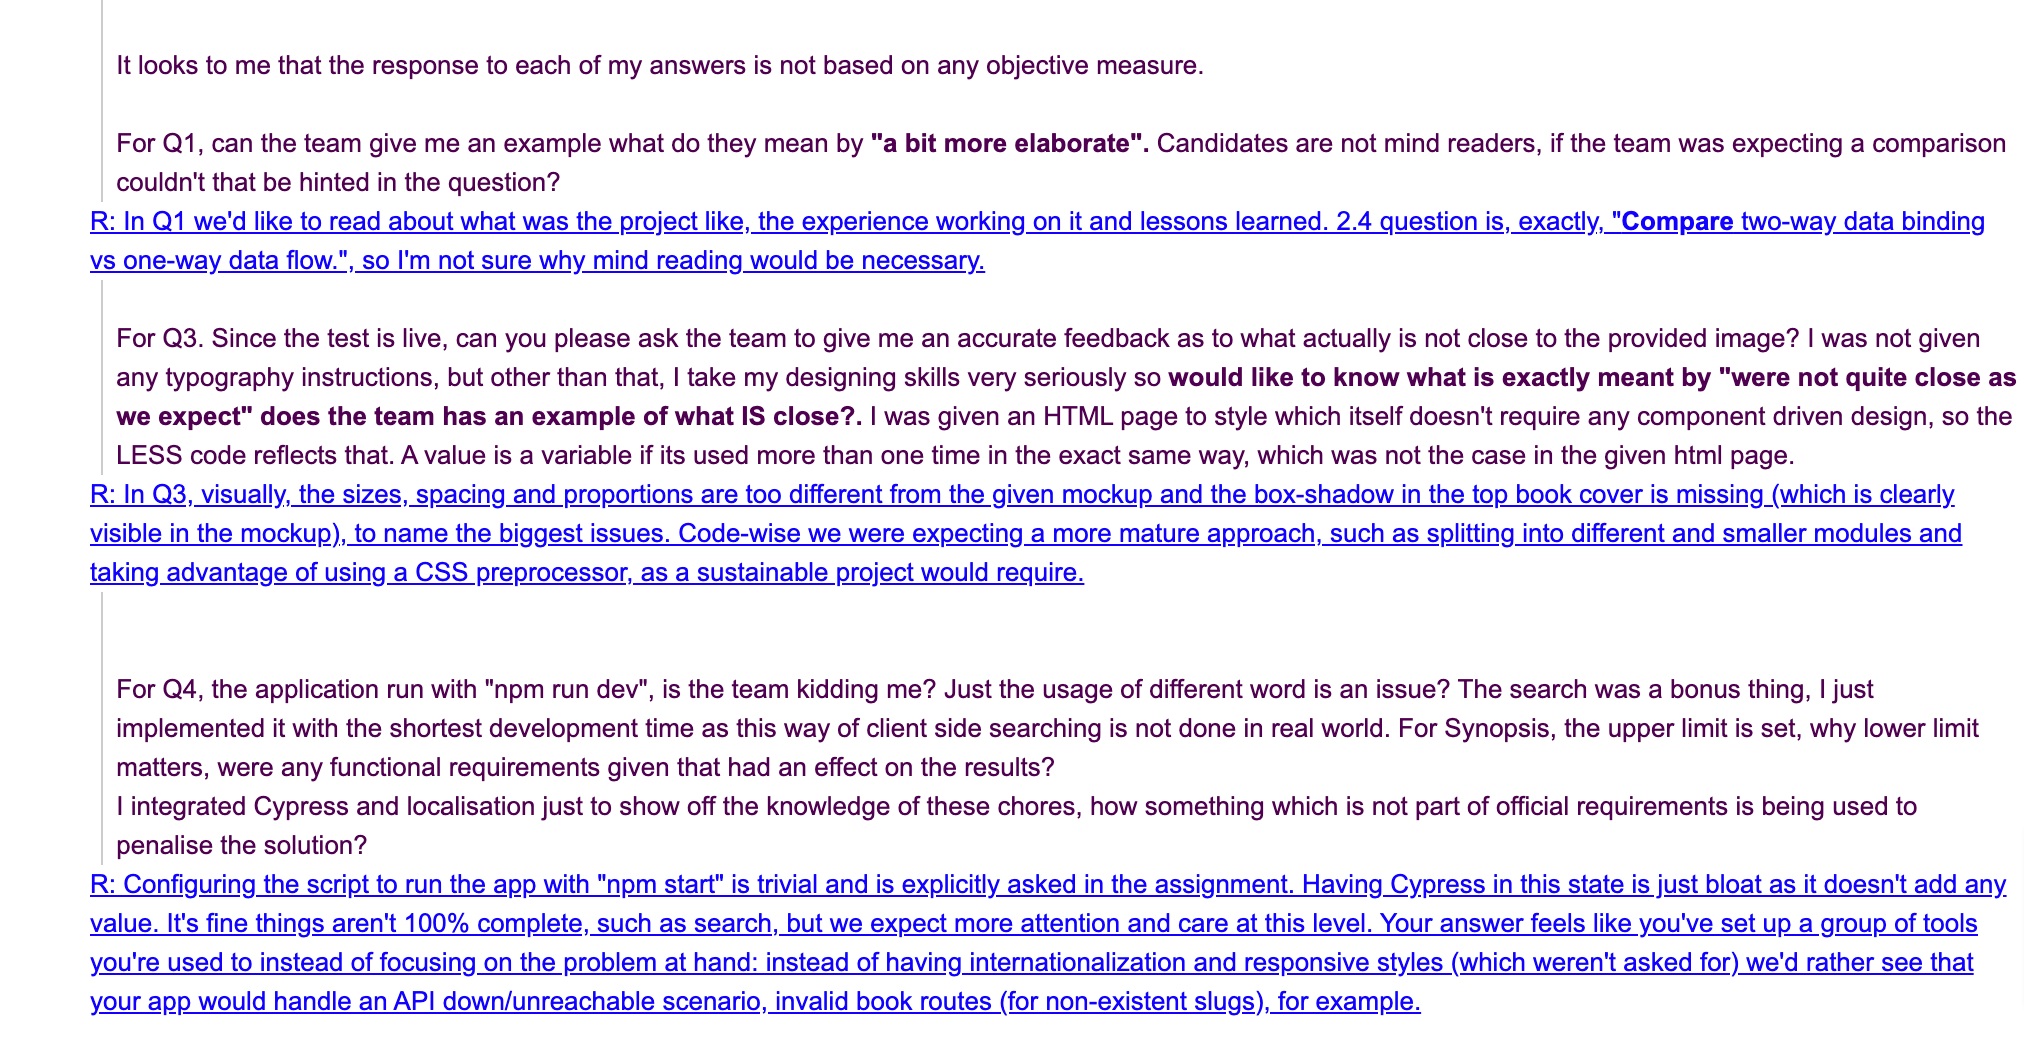 It looks to me that the response to each of my answers is not based on any objective measure.
For Q1, can the team give me an example what do they mean by "a bit more elaborate". Candidates are not mind readers, if the team was expecting a comparison
couldn't that be hinted in the question?
R: In Q1 we'd like to read about what was the project like, the experience working on it and lessons learned. 2.4 question is, exactly, "Compare two-way data binding
vs one-way data flow.", so I'm not sure why mind reading would be necessary.
For Q3. Since the test is live, can you please ask the team to give me an accurate feedback as to what actually is not close to the provided image? I was not given
any typography instructions, but other than that, I take my designing skills very seriously so would like to know what is exactly meant by "were not quite close as
we expect" does the team has an example of what IS close?. I was given an HTML page to style which itself doesn't require any component driven design, so the
LESS code reflects that. A value is a variable if its used more than one time in the exact same way, which was not the case in the given html page.
R: In Q3, visually, the sizes, spacing and proportions are too different from the given mockup and the box-shadow in the top book cover is missing (which is clearly
visible in the mockup), to name the biggest issues. Code-wise we were expecting a more mature approach, such as splitting into different and smaller modules and
taking advantage of using a CSS preprocessor, as a sustainable project would require.
For Q4, the application run with "npm run dev", is the team kidding me? Just the usage of different word is an issue? The search was a bonus thing, I just
implemented it with the shortest development time as this way of client side searching is not done in real world. For Synopsis, the upper limit is set, why lower limit
matters, were any functional requirements given that had an effect on the results?
I integrated Cypress and localisation just to show off the knowledge of these chores, how something which is not part of official requirements is being used to
penalise the solution?
R: Configuring the script to run the app with "npm start" is trivial and is explicitly asked in the assignment. Having Cypress in this state is just bloat as it doesn't add any
value. It's fine things aren't 100% complete, such as search, but we expect more attention and care at this level. Your answer feels like you've set up a group of tools
you're used to instead of focusing on the problem at hand: instead of having internationalization and responsive styles (which weren't asked for) we'd rather see that
your app would handle an API down/unreachable scenario, invalid book routes (for non-existent slugs), for example.